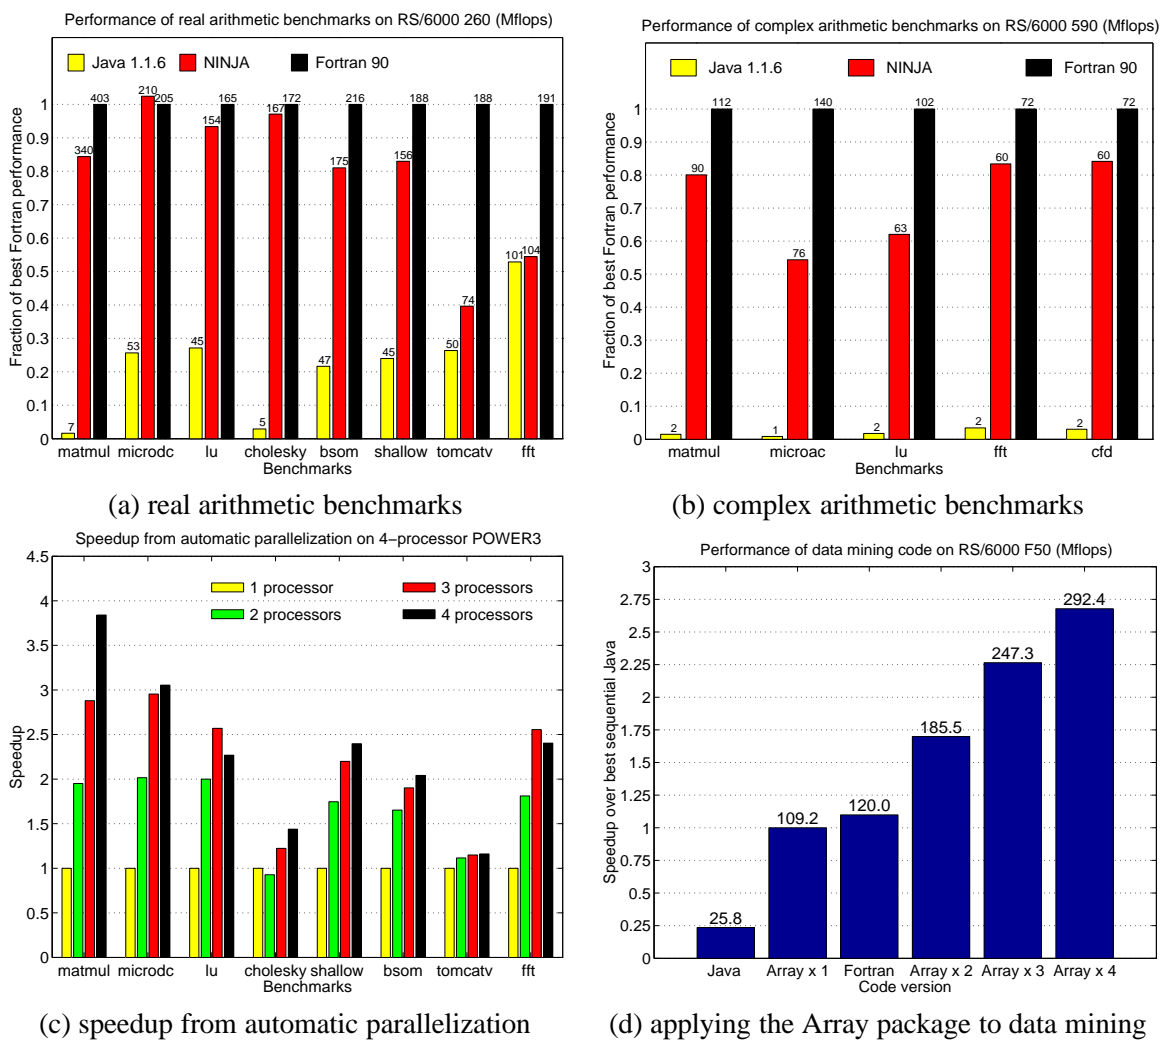 Performance of real arithmetic benchmarks on RS/6000 260 (Mflops)
Java 1.1.6 NINJA Fortran 90
Fraction of best Fortran performance
1
0.9
0.8
0.7
0.6
0.5
0.4
0.3
0.2
0.1
0
7 340 403
53 210 205
45 154 165
5 167 172
47 175 216
45 156 188
50 74 188
101 104 191
matmul microdc lu cholesky bsom shallow tomcatv fft
Benchmarks
(a) real arithmetic benchmarks
Performance of complex arithmetic benchmarks on RS/6000 590 (Mflops)
Java 1.1.6 NINJA Fortran 90
Fraction of best Fortran performance
1
0.9
0.8
0.7
0.6
0.5
0.4
0.3
0.2
0.1
0
2 90 112
1 76 140
2 63 102
2 60 72
2 60 72
matmul microac lu fft cfd
Benchmarks
(b) complex arithmetic benchmarks
Speedup from automatic parallelization on 4−processor POWER3
1 processor 3 processors
2 processors 4 processors
Speedup
4.5
4
3.5
3
2.5
2
1.5
1
0.5
0
matmul microdc lu cholesky shallow bsom tomcatv fft
Benchmarks
(c) speedup from automatic parallelization
Performance of data mining code on RS/6000 F50 (Mflops)
Speedup over best sequential Java
3
2.75
2.5
2.25
2
1.75
1.5
1.25
1
0.75
0.5
0.25
0
25.8 109.2 120.0 185.5 247.3 292.4
Java Array x 1 Fortran Array x 2 Array x 3 Array x 4
Code version
(d) applying the Array package to data mining